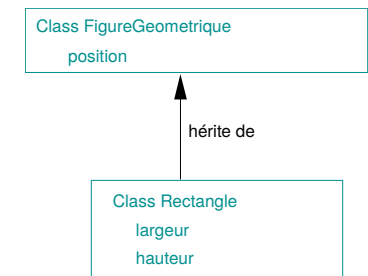 Class FigureGeometrique
position
hérite de
Class Rectangle
largeur
hauteur